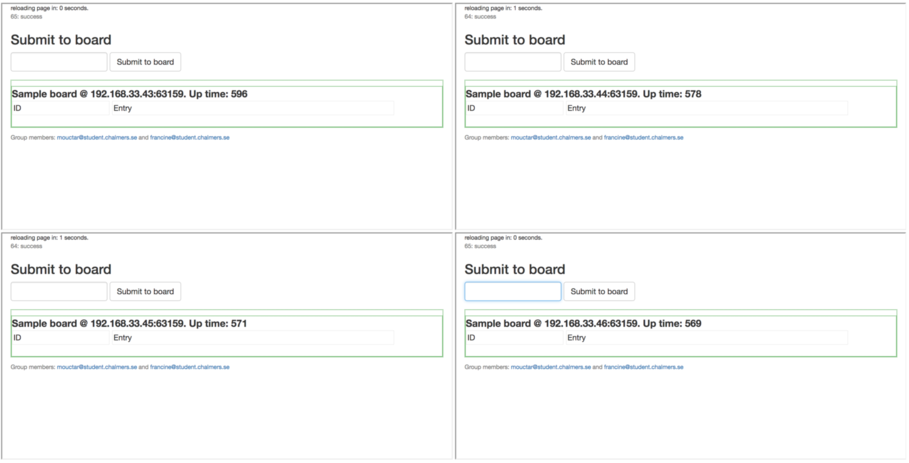 reloading page in: 0 seconds.
65: success
Submit to board
Submit to board
Sample board @ 192.168.33.43:63159. Up time: 596
ID Entry
Group members: mouctar@student.chalmers.se and francine@student.chalmers.se
reloading page in: 1 seconds.
64: success
Submit to board
Submit to board
Sample board @ 192.168.33.44:63159. Up time: 578
ID Entry
Group members: mouctar@student.chalmers.se and francine@student.chalmers.se
reloading page in: 1 seconds.
64: success
Submit to board
Submit to board
Sample board @ 192.168.33.45:63159. Up time: 571
ID Entry
Group members: mouctar@student.chalmers.se and francine@student.chalmers.se
reloading page in: 0 seconds.
65: success
Submit to board
Submit to board
Sample board @ 192.168.33.46:63159. Up time: 569
ID Entry
Group members: mouctar@student.chalmers.se and francine@student.chalmers.se